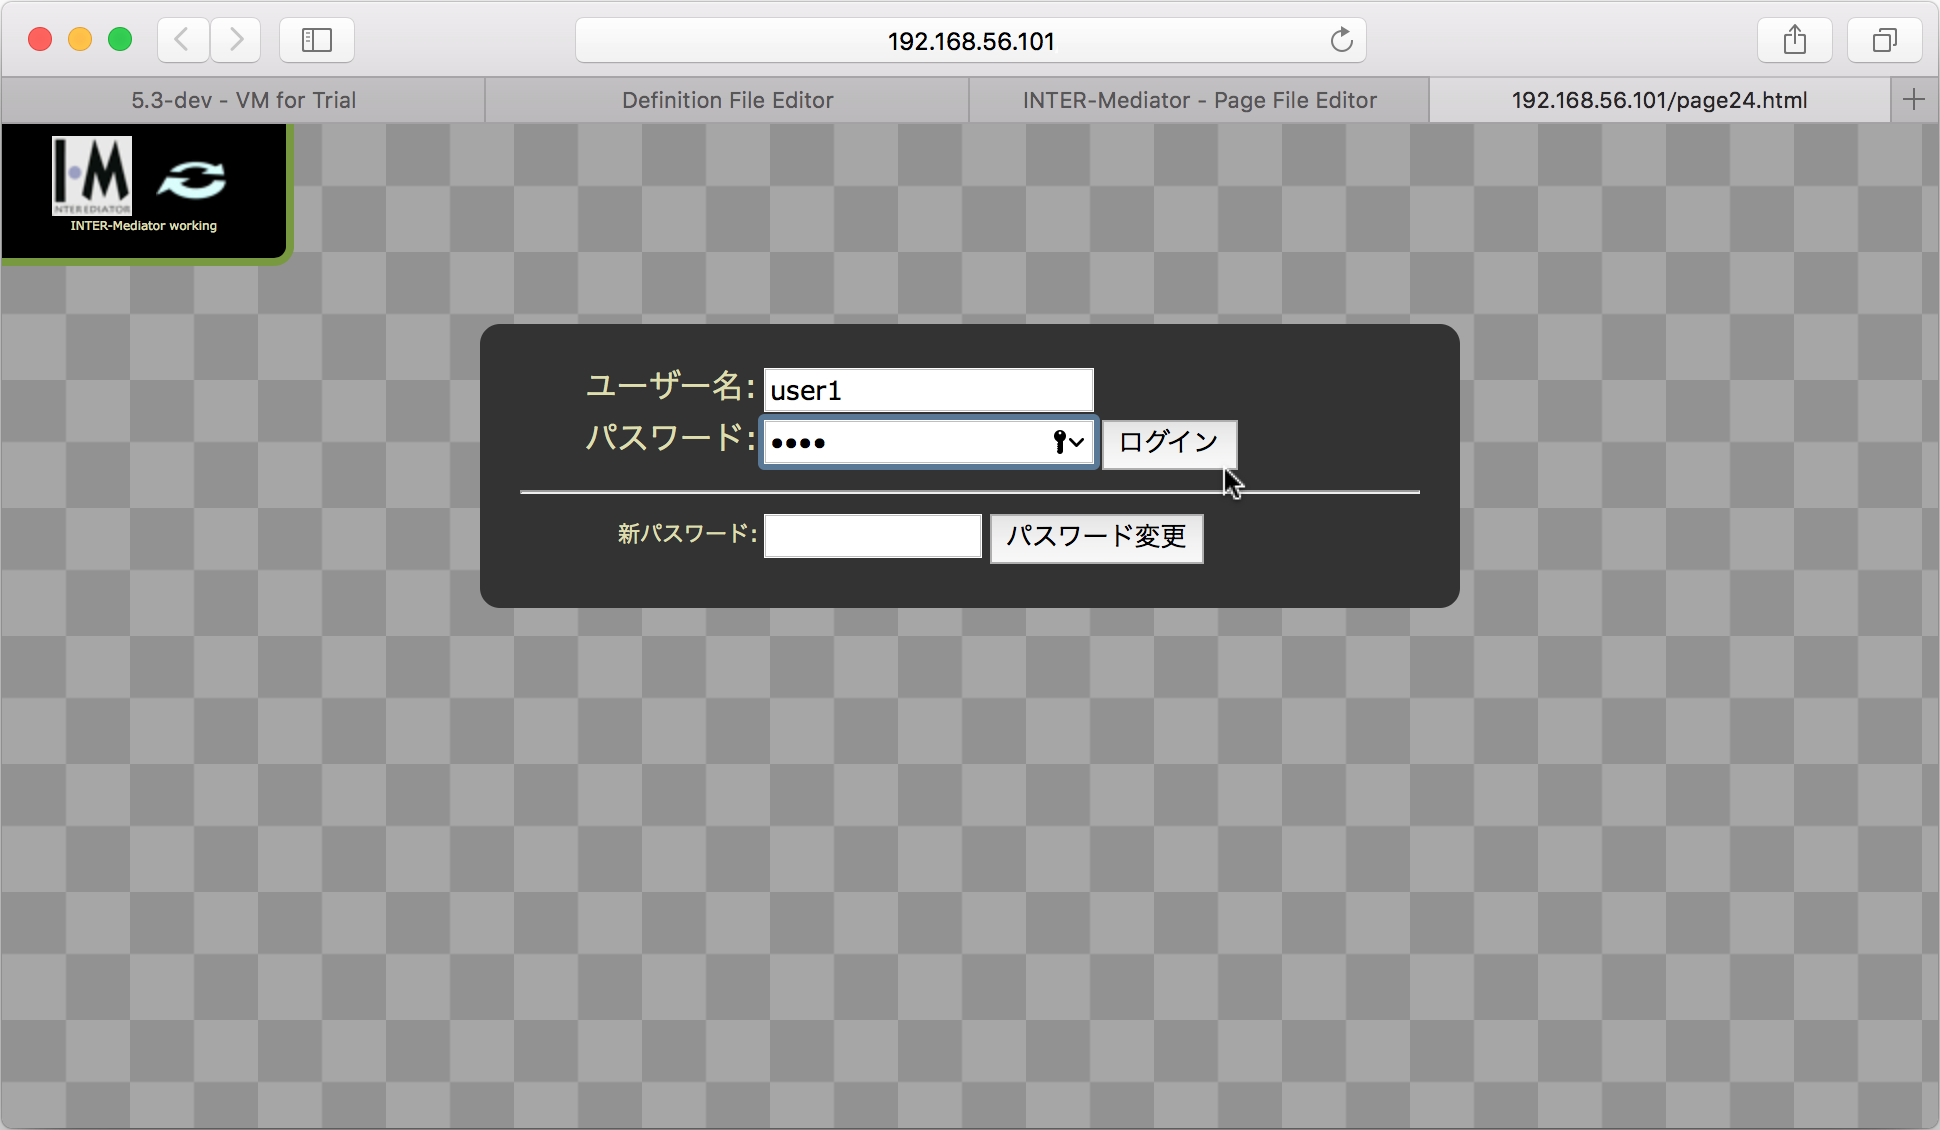 192.168.56.101
5.3-dev - VM for Trial
Definition File Editor
INTER-Mediator - Page File Editor
192.168.56.101/page24.html
I•M
INTER-Mediator working
ユーザー名: user1
パスワード: •••• ログイン
新パスワード: パスワード変更